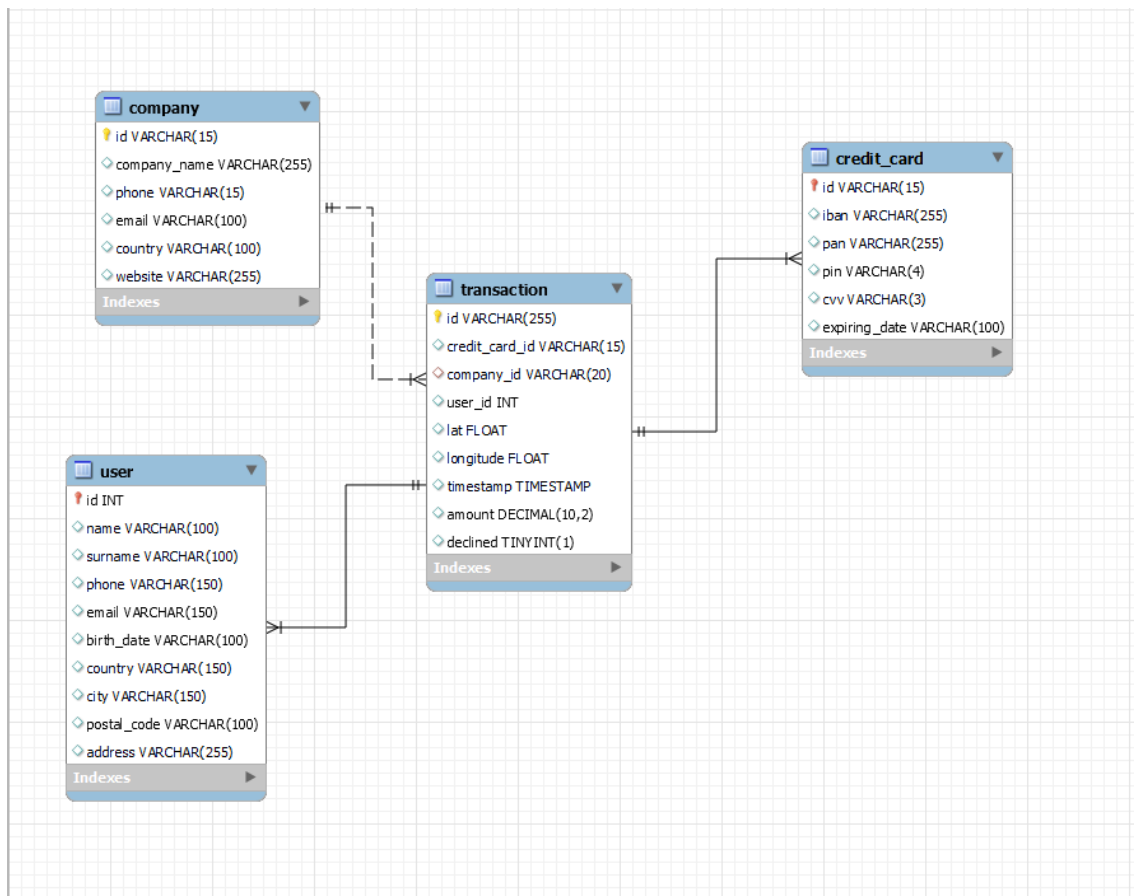 company
id VARCHAR(15)
company_name VARCHAR(255)
phone VARCHAR(15)
email VARCHAR(100)
country VARCHAR(100)
website VARCHAR(255)
Indexes
credit_card
id VARCHAR(15)
iban VARCHAR(255)
pan VARCHAR(255)
pin VARCHAR(4)
cvv VARCHAR(3)
expiring_date VARCHAR(100)
Indexes
transaction
id VARCHAR(255)
credit_card_id VARCHAR(15)
company_id VARCHAR(20)
user_id INT
lat FLOAT
longitude FLOAT
timestamp TIMESTAMP
amount DECIMAL(10,2)
declined TINYINT(1)
Indexes
user
id INT
name VARCHAR(100)
surname VARCHAR(100)
phone VARCHAR(150)
email VARCHAR(150)
birth_date VARCHAR(100)
country VARCHAR(150)
city VARCHAR(150)
postal_code VARCHAR(100)
address VARCHAR(255)
Indexes